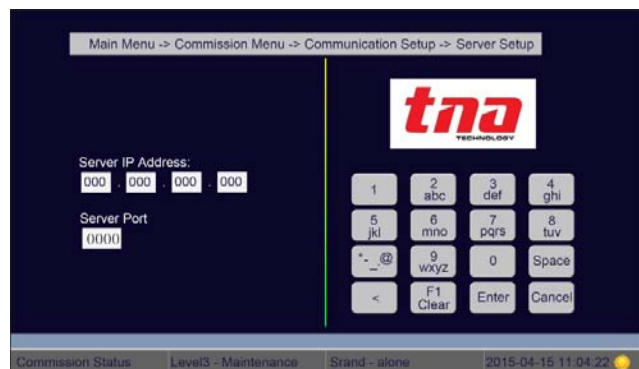 Main Menu -> Commission Menu -> Communication Setup -> Server Setup
tna
TECHNOLOGY
Server IP Address:
000 . 000 . 000 . 000
Server Port
0000
1
2
abc
3
def
4
ghi
5
jkl
6
mno
7
pqrs
8
tuv
*-_.@
9
wxyz
0
Space
<
F1
Clear
Enter
Cancel
Commission Status Level3 - Maintenance Srand - alone 2015-04-15 11:04:22